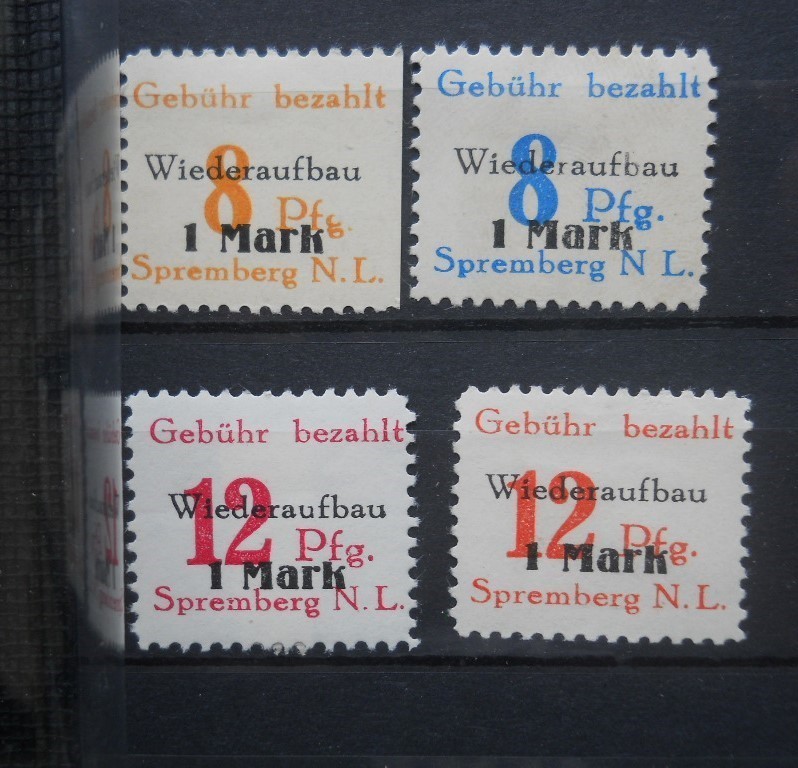 Gebühr bezahlt
Wiederaufbau
8 Pfg.
1 Mark
Spremberg N.L.
Gebühr bezahlt
Wiederaufbau
8 Pfg.
1 Mark
Spremberg N L.
Gebühr bezahlt
Wiederaufbau
12 Pfg.
1 Mark
Spremberg N.L.
Gebühr bezahlt
Wiederaufbau
12 Pfg.
1 Mark
Spremberg N.L.